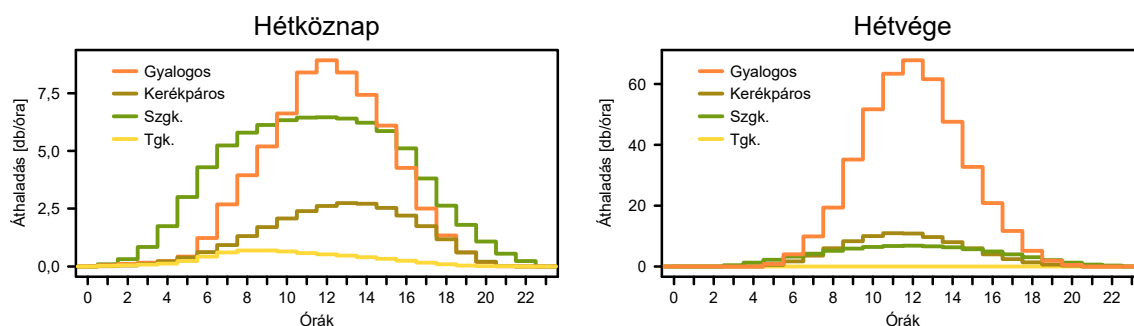 Hétköznap
Áthaladás [db/óra]
7,5
5,0
2,5
0,0
Gyalogos
Kerékpáros
Szgk.
Tgk.
0 2 4 6 8 10 12 14 16 18 20 22
Órák
Hétvége
Áthaladás [db/óra]
60
40
20
0
Gyalogos
Kerékpáros
Szgk.
Tgk.
0 2 4 6 8 10 12 14 16 18 20 22
Órák